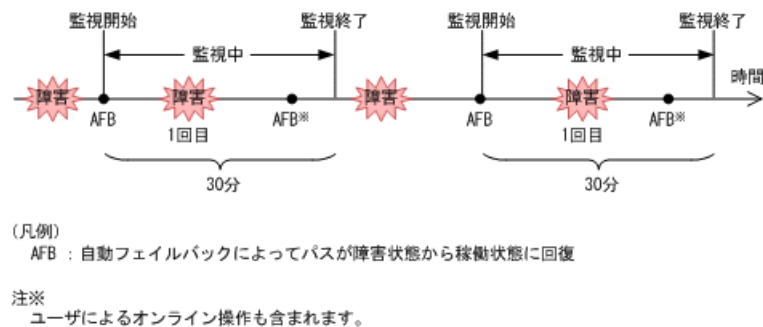 監視開始 監視終了 監視開始 監視終了
監視中 監視中
時間
障害 障害 障害 障害
AFB AFB※ AFB AFB※
1回目 1回目
30分 30分
(凡例)
AFB : 自動フェイルバックによってパスが障害状態から稼働状態に回復
注※
ユーザによるオンライン操作も含まれます。